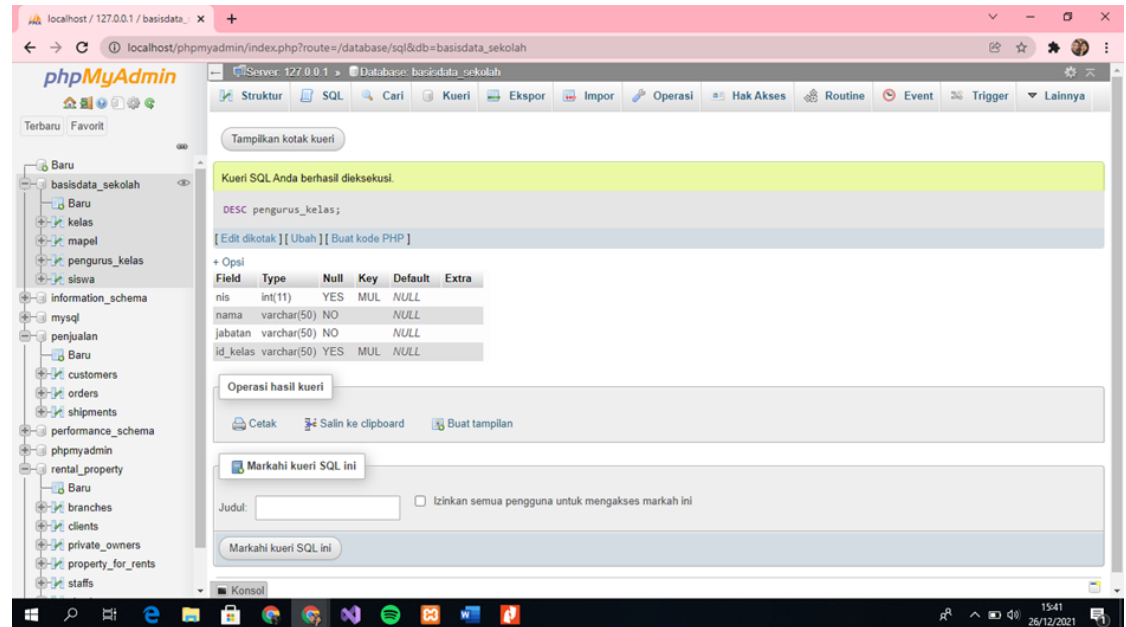 localhost / 127.0.0.1 / basisdata_s
localhost/phpmyadmin/index.php?route=/database/sql&db=basisdata_sekolah
phpMyAdmin
Terbaru Favorit
Baru
basisdata_sekolah
Baru
kelas
mapel
pengurus_kelas
siswa
information_schema
mysql
penjualan
Baru
customers
orders
shipments
performance_schema
phpmyadmin
rental_property
Baru
branches
clients
private_owners
property_for_rents
staffs
Server: 127.0.0.1 » Database: basisdata_sekolah
Struktur SQL Cari Kueri Ekspor Impor Operasi Hak Akses Routine Event Trigger Lainnya
Tampilkan kotak kueri
Kueri SQL Anda berhasil dieksekusi.
DESC pengurus_kelas;
[ Edit dikotak ] [ Ubah ] [ Buat kode PHP ]
+ Opsi
Field Type Null Key Default Extra
nis int(11) YES MUL NULL
nama varchar(50) NO NULL
jabatan varchar(50) NO NULL
id_kelas varchar(50) YES MUL NULL
Operasi hasil kueri
Cetak Salin ke clipboard Buat tampilan
Markahi kueri SQL ini
Judul: Izinkan semua pengguna untuk mengakses markah ini
Markahi kueri SQL ini
Konsol
15:41
26/12/2021